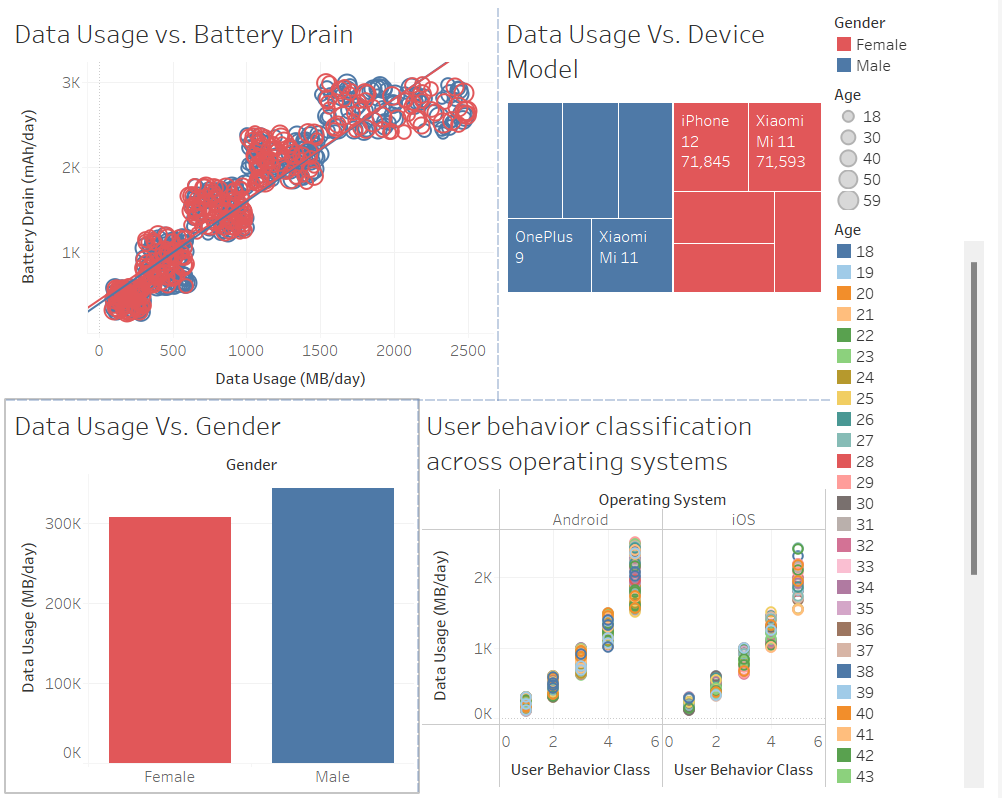 Data Usage vs. Battery Drain
3K
2K
1K
Battery Drain (mAh/day)
0 500 1000 1500 2000 2500
Data Usage (MB/day)
Data Usage Vs. Device
Model
iPhone
12
71,845
Xiaomi
Mi 11
71,593
OnePlus
9
Xiaomi
Mi 11
Gender
Female
Male
Age
18
30
40
50
59
Age
18
19
20
21
22
23
24
25
26
27
28
29
30
31
32
33
34
35
36
37
38
39
40
41
42
43
Data Usage Vs. Gender
Gender
300K
200K
100K
0K
Data Usage (MB/day)
Female Male
User behavior classification
across operating systems
Operating System
Android iOS
2K
1K
0K
Data Usage (MB/day)
0 2 4 6 0 2 4 6
User Behavior Class User Behavior Class